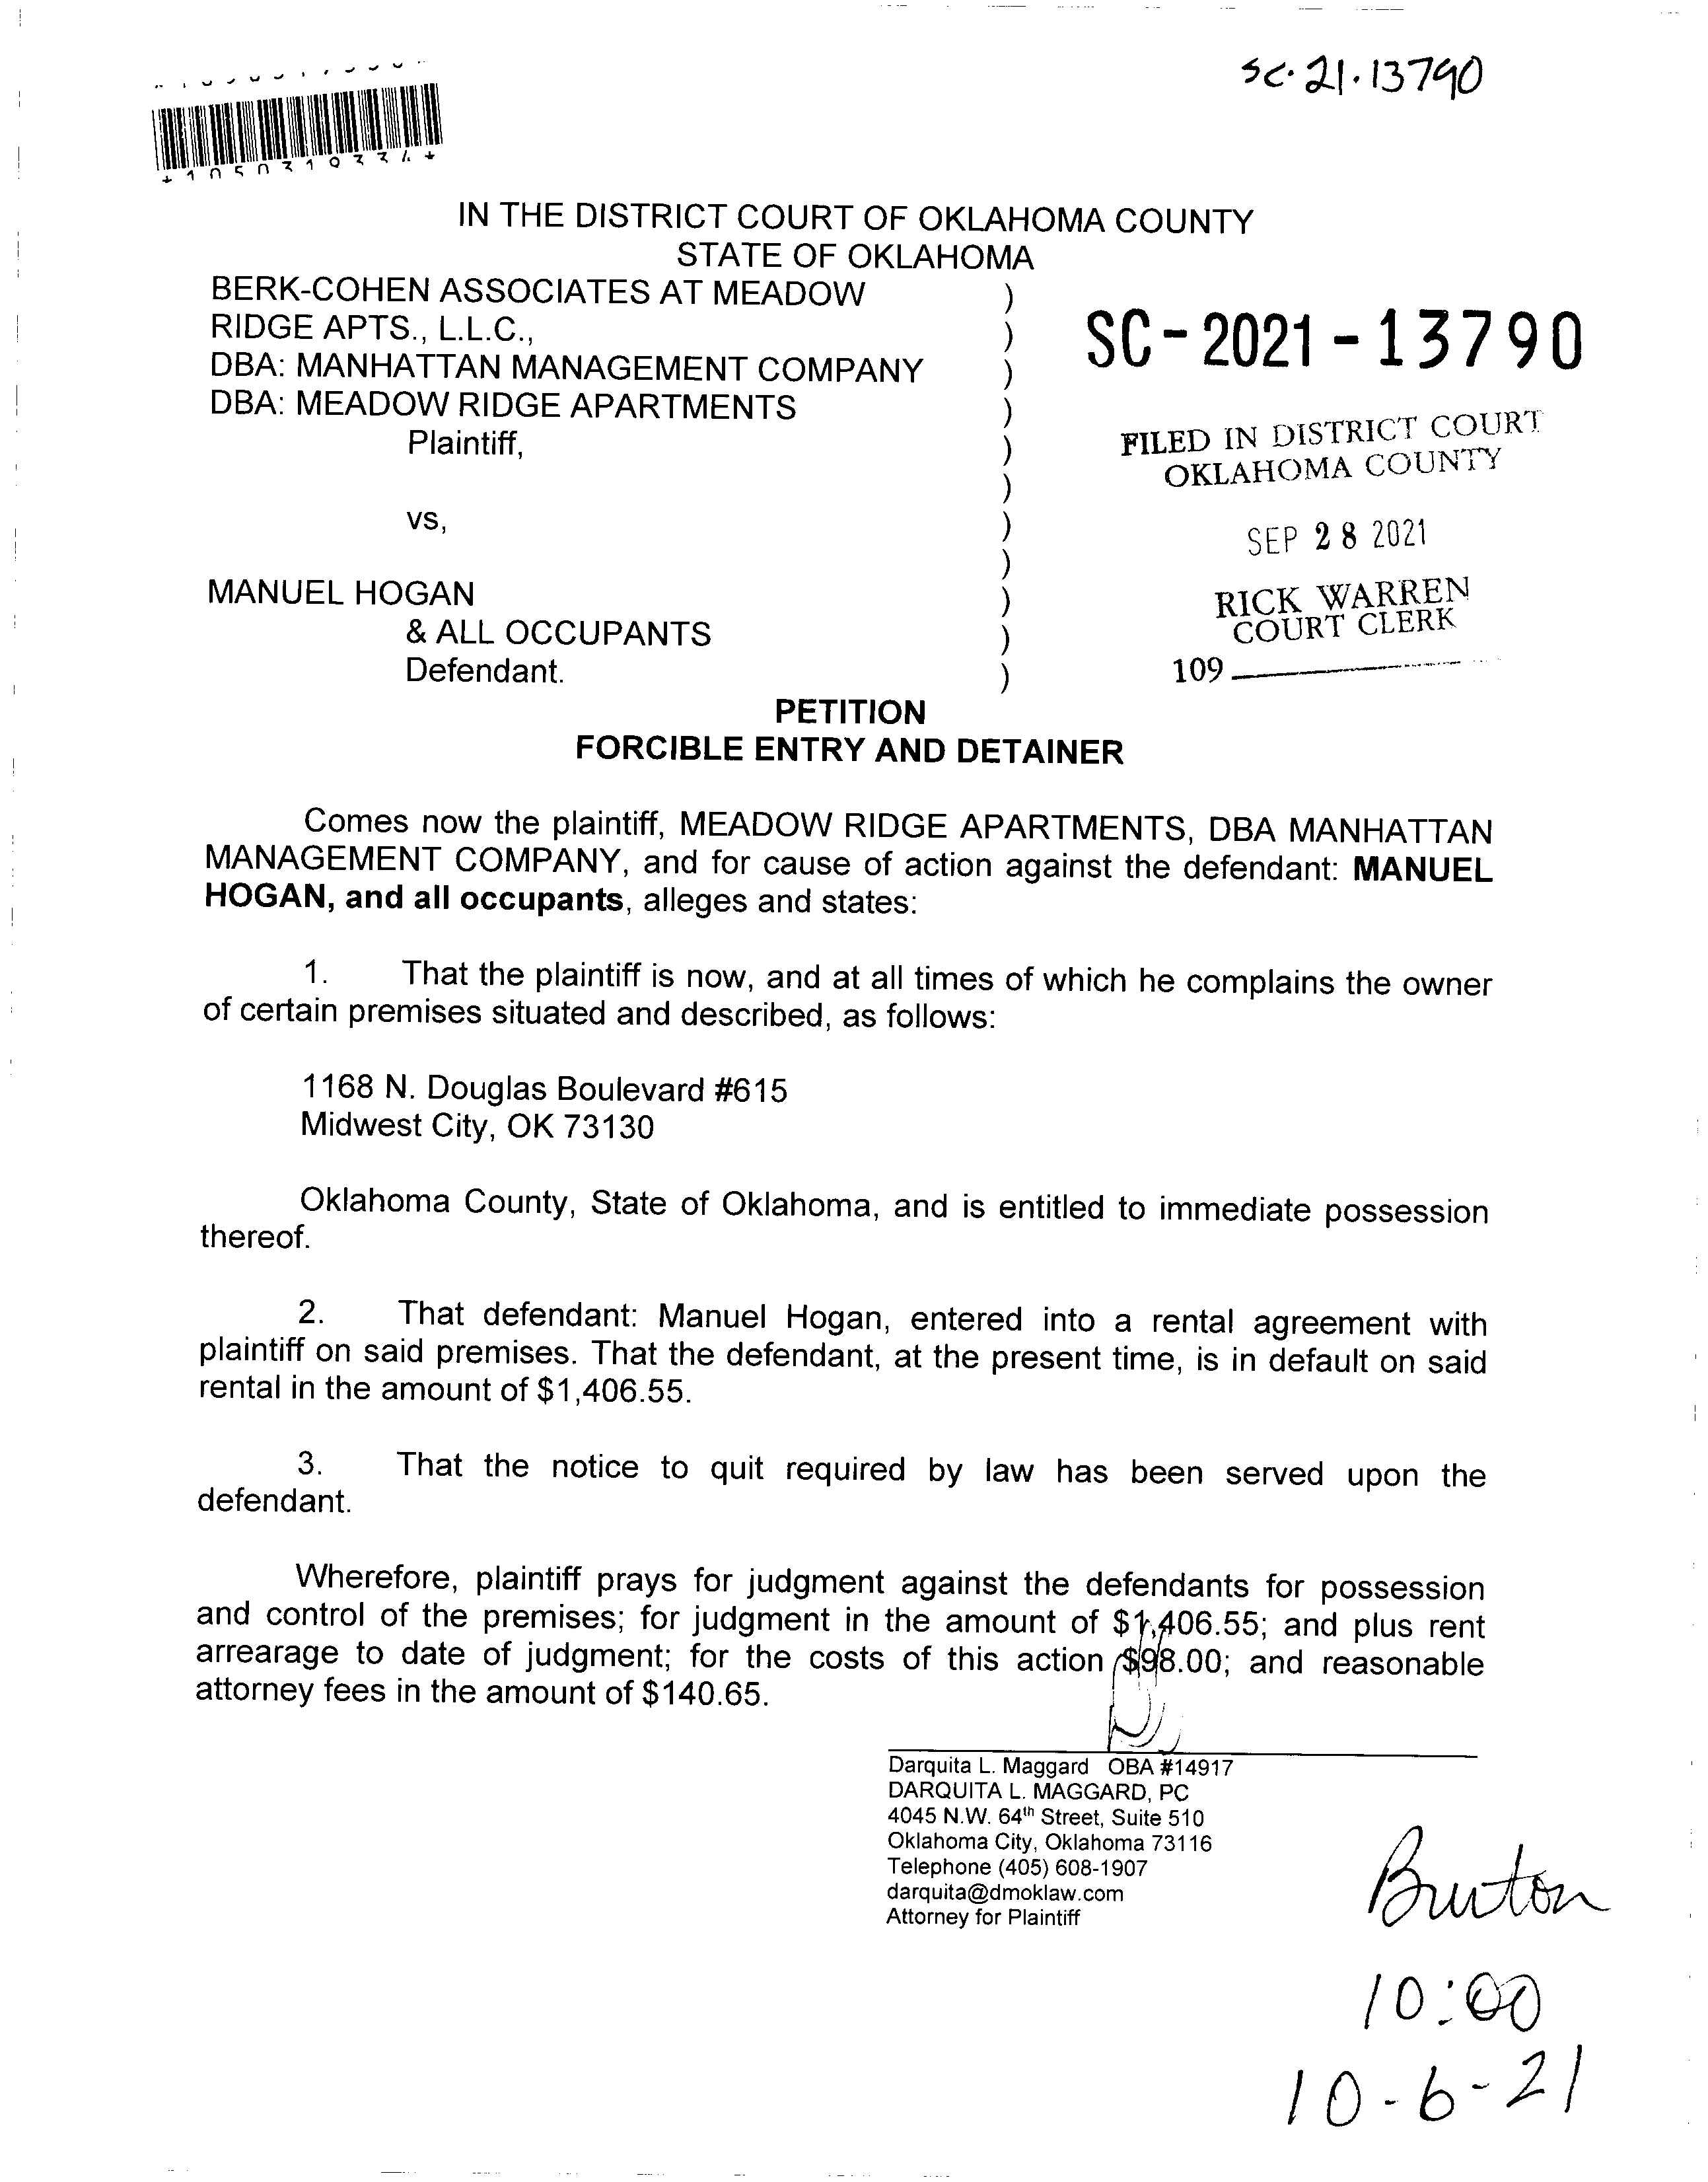 sc. 21. 13790
IN THE DISTRICT COURT OF OKLAHOMA COUNTY
STATE OF OKLAHOMA
BERK-COHEN ASSOCIATES AT MEADOW )
RIDGE APTS., L.L.C., )
DBA: MANHATTAN MANAGEMENT COMPANY )
DBA: MEADOW RIDGE APARTMENTS )
Plaintiff, )
)
vs, )
)
MANUEL HOGAN )
& ALL OCCUPANTS )
Defendant. )
SC-2021-13790
FILED IN DISTRICT COURT
OKLAHOMA COUNTY
SEP 28 2021
RICK WARREN
COURT CLERK
109
PETITION
FORCIBLE ENTRY AND DETAINER
Comes now the plaintiff, MEADOW RIDGE APARTMENTS, DBA MANHATTAN
MANAGEMENT COMPANY, and for cause of action against the defendant: MANUEL
HOGAN, and all occupants, alleges and states:
1. That the plaintiff is now, and at all times of which he complains the owner
of certain premises situated and described, as follows:
1168 N. Douglas Boulevard #615
Midwest City, OK 73130
Oklahoma County, State of Oklahoma, and is entitled to immediate possession
thereof.
2. That defendant: Manuel Hogan, entered into a rental agreement with
plaintiff on said premises. That the defendant, at the present time, is in default on said
rental in the amount of $1,406.55.
3. That the notice to quit required by law has been served upon the
defendant.
Wherefore, plaintiff prays for judgment against the defendants for possession
and control of the premises; for judgment in the amount of $1,406.55; and plus rent
arrearage to date of judgment; for the costs of this action $98.00; and reasonable
attorney fees in the amount of $140.65.
Darquita L. Maggard OBA #14917
DARQUITA L. MAGGARD, PC
4045 N.W. 64th Street, Suite 510
Oklahoma City, Oklahoma 73116
Telephone (405) 608-1907
darquita@dmoklaw.com
Attorney for Plaintiff
Burton
10:00
10-6-21